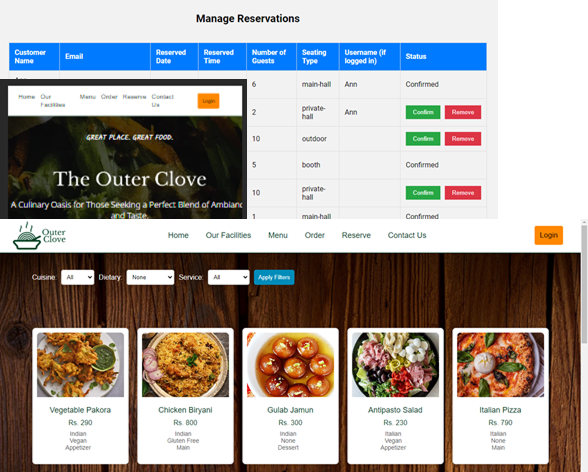 Manage Reservations
Customer Name Email Reserved Date Reserved Time Number of Guests Seating Type Username (if logged in) Status
6 main-hall Ann Confirmed
2 private-hall Ann Confirm Remove
10 outdoor Confirm Remove
5 booth Confirmed
10 private-hall Confirm Remove
1 main-hall Confirmed
Home Our Facilities Menu Order Reserve Contact Us Login
GREAT PLACE. GREAT FOOD.
The Outer Clove
A Culinary Oasis for Those Seeking a Perfect Blend of Ambianc
and Taste.
Outer Clove
Home Our Facilities Menu Order Reserve Contact Us Login
Cuisine: All Dietary: None Service: All Apply Filters
Vegetable Pakora
Rs. 290
Indian
Vegan
Appetizer
Chicken Biryani
Rs. 800
Indian
Gluten Free
Main
Gulab Jamun
Rs. 300
Indian
None
Dessert
Antipasto Salad
Rs. 230
Italian
Vegan
Appetizer
Italian Pizza
Rs. 790
Italian
None
Main